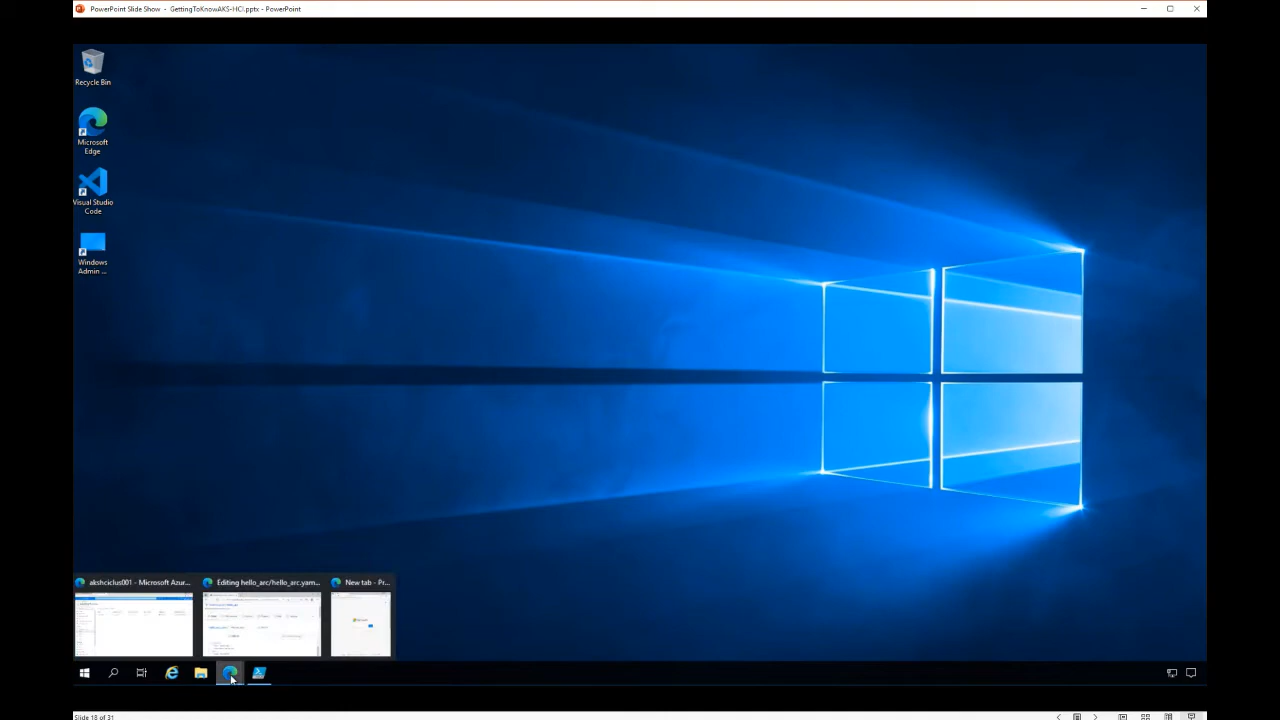 PowerPoint Slide Show - GettingToKnowAKS-HCI.pptx - PowerPoint
Recycle Bin
Microsoft
Edge
Visual Studio
Code
Windows
Admin ...
akshciclus001 - Microsoft Azur...
Editing hello_arc/hello_arc.yam...
New tab - Pr...
Slide 18 of 31